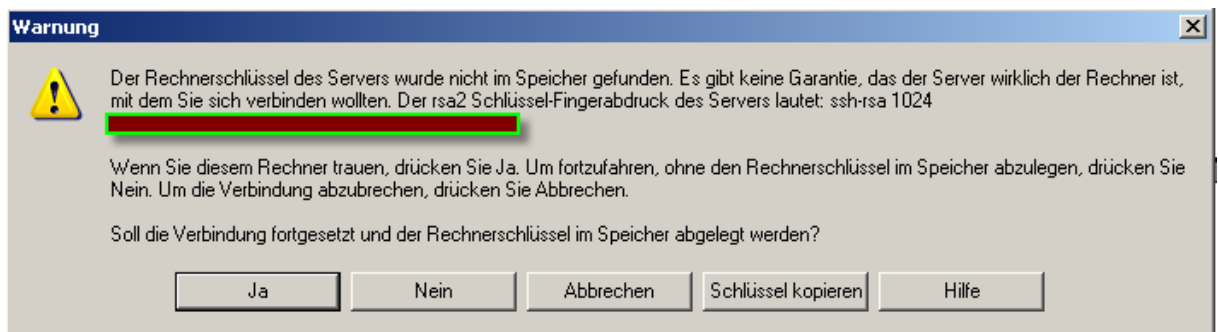 Warnung
Der Rechnerschlüssel des Servers wurde nicht im Speicher gefunden. Es gibt keine Garantie, das der Server wirklich der Rechner ist,
mit dem Sie sich verbinden wollten. Der rsa2 Schlüssel-Fingerabdruck des Servers lautet: ssh-rsa 1024
Wenn Sie diesem Rechner trauen, drücken Sie Ja. Um fortzufahren, ohne den Rechnerschlüssel im Speicher abzulegen, drücken Sie
Nein. Um die Verbindung abzubrechen, drücken Sie Abbrechen.
Soll die Verbindung fortgesetzt und der Rechnerschlüssel im Speicher abgelegt werden?
Ja Nein Abbrechen Schlüssel kopieren Hilfe